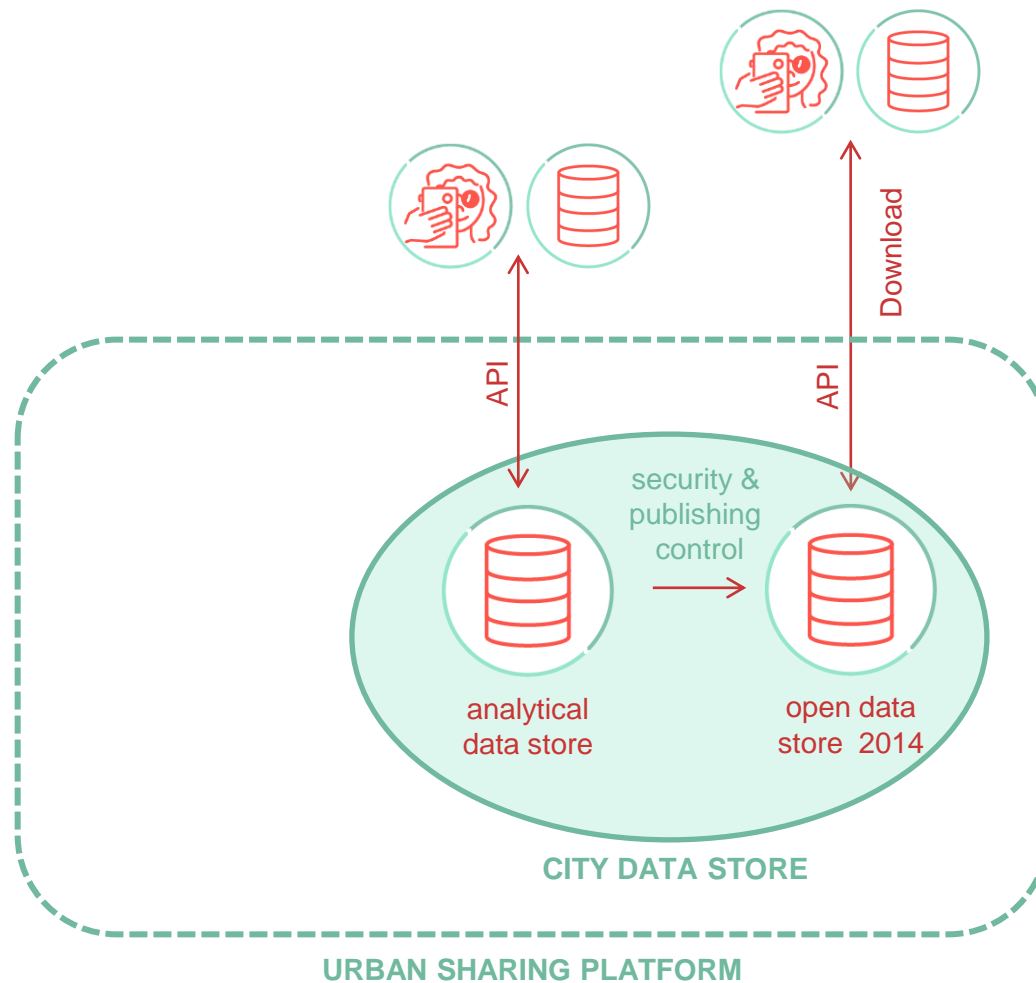 Download
API
API
security &
publishing
control
analytical
data store
open data
store 2014
CITY DATA STORE
URBAN SHARING PLATFORM